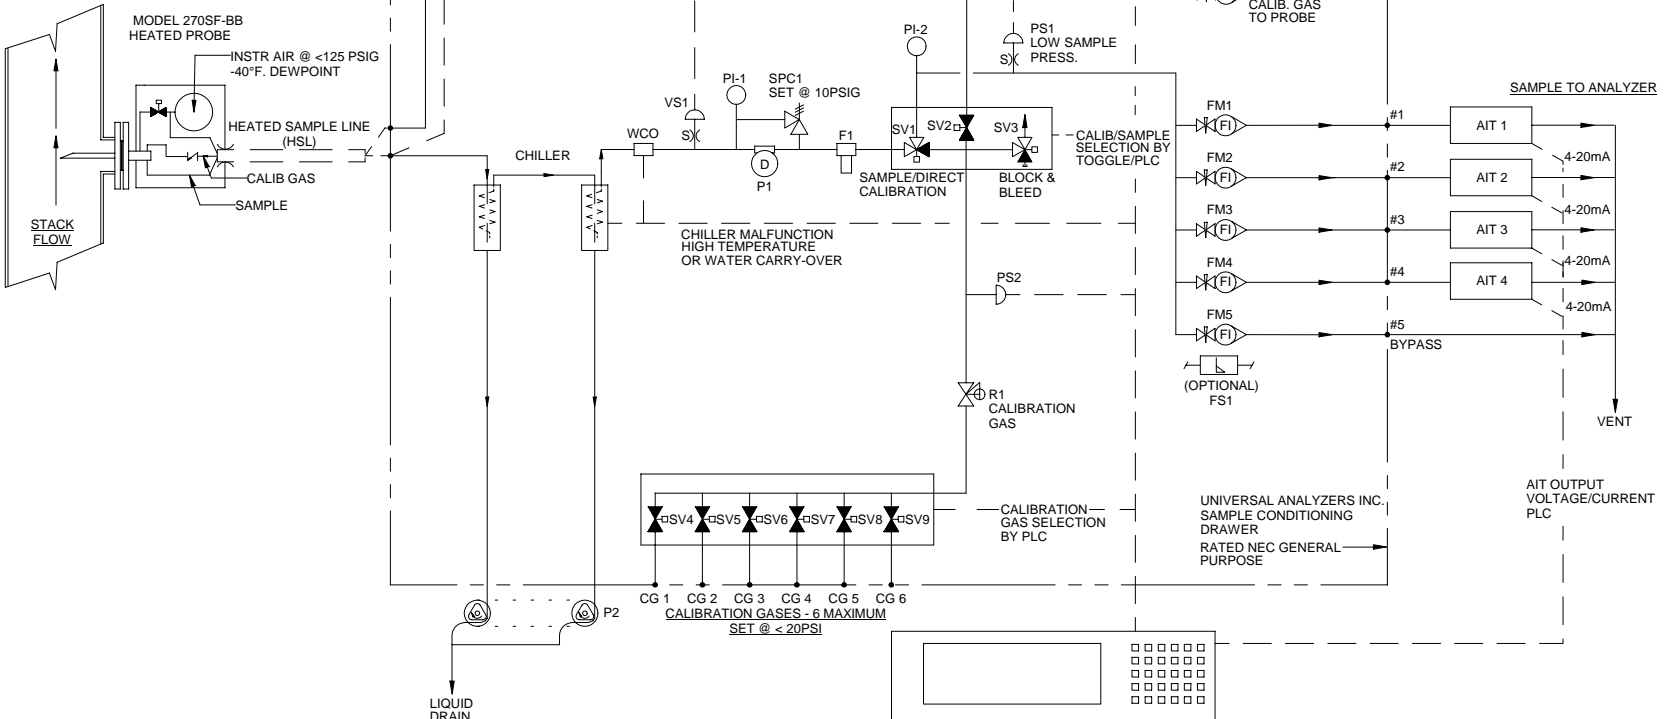 MODEL 270SF-BB
HEATED PROBE
INSTR AIR @ <125 PSIG
-40°F. DEWPOINT
HEATED SAMPLE LINE
(HSL)
CALIB GAS
SAMPLE
STACK
FLOW
CHILLER
WCO
VS1
S
PI-1
SPC1
SET @ 10PSIG
D
P1
F1
PI-2
PS1
LOW SAMPLE
PRESS.
S
CALIB. GAS
TO PROBE
SV1
SV2
SV3
SAMPLE/DIRECT
CALIBRATION
BLOCK &
BLEED
CALIB/SAMPLE
SELECTION BY
TOGGLE/PLC
CHILLER MALFUNCTION
HIGH TEMPERATURE
OR WATER CARRY-OVER
PS2
R1
CALIBRATION
GAS
SAMPLE TO ANALYZER
FM1
FI
#1
AIT 1
4-20mA
FM2
FI
#2
AIT 2
4-20mA
FM3
FI
#3
AIT 3
4-20mA
FM4
FI
#4
AIT 4
4-20mA
FM5
FI
#5
BYPASS
(OPTIONAL)
FS1
VENT
SV4
SV5
SV6
SV7
SV8
SV9
CALIBRATION
GAS SELECTION
BY PLC
UNIVERSAL ANALYZERS INC.
SAMPLE CONDITIONING
DRAWER
RATED NEC GENERAL
PURPOSE
AIT OUTPUT
VOLTAGE/CURRENT
PLC
CG 1
CG 2
CG 3
CG 4
CG 5
CG 6
CALIBRATION GASES - 6 MAXIMUM
SET @ < 20PSI
P2
LIQUID
DRAIN